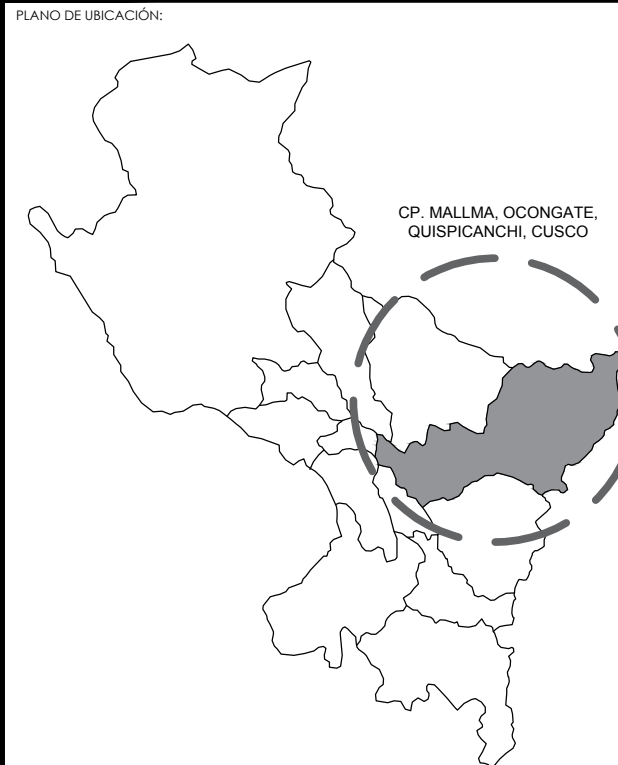 PLANO DE UBICACIÓN:
CP. MALLMA, OCONGATE,
QUISPICANCHI, CUSCO